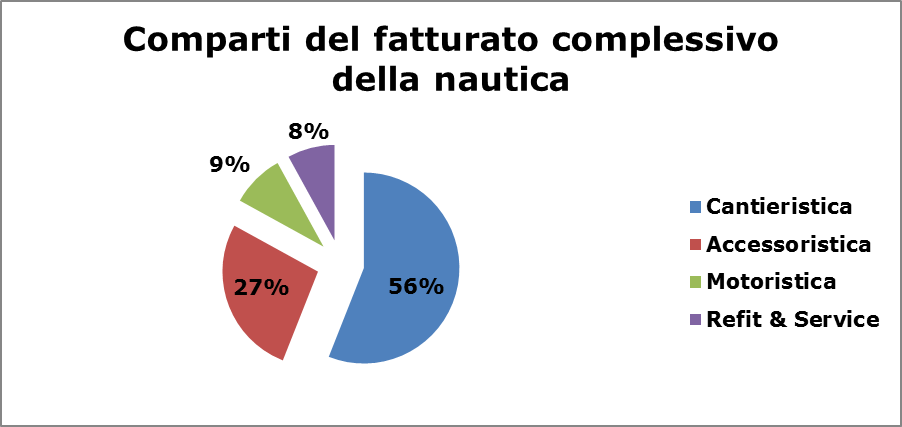 Comparti del fatturato complessivo
della nautica
8%
9%
27%
56%
Cantieristica
Accessoristica
Motoristica
Refit & Service